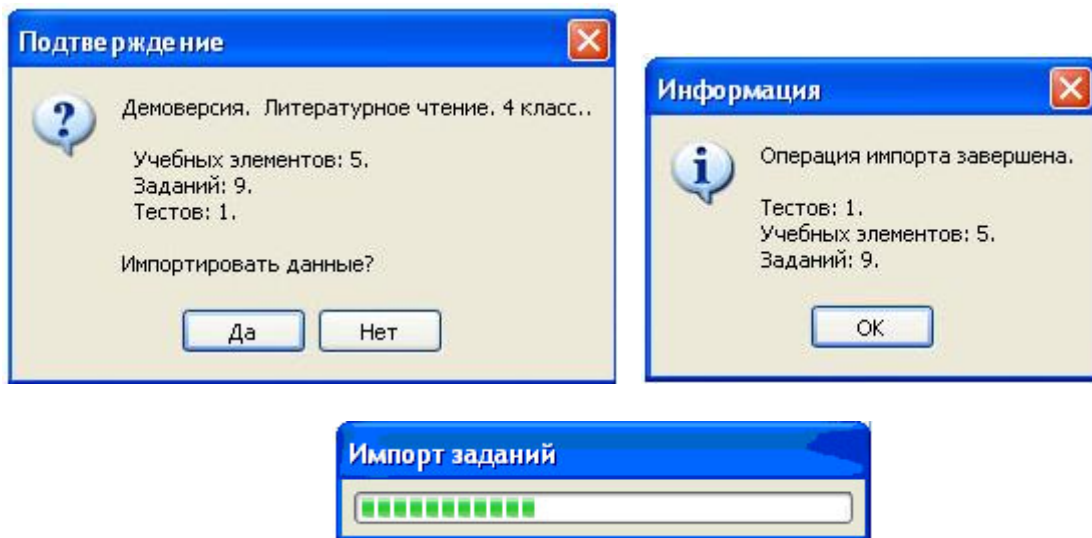 Подтверждение
Демоверсия. Литературное чтение. 4 класс..
Учебных элементов: 5.
Заданий: 9.
Тестов: 1.
Импортировать данные?
Да
Нет
Информация
Операция импорта завершена.
Тестов: 1.
Учебных элементов: 5.
Заданий: 9.
OK
Импорт заданий